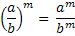 (a/b)^m = a^m/b^m